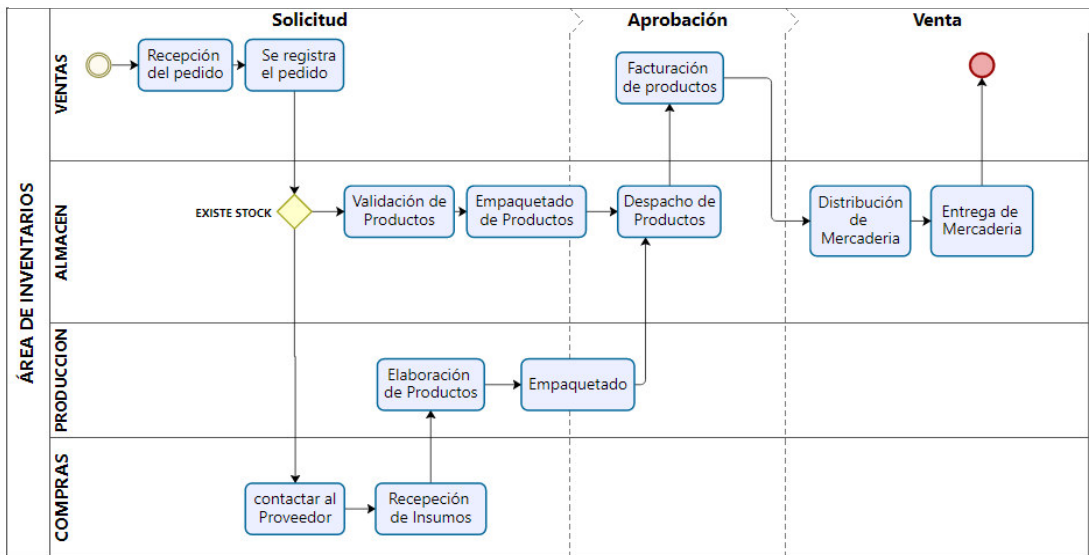 Solicitud
Aprobación
Venta
ÁREA DE INVENTARIOS
VENTAS
Recepción
del pedido
Se registra
el pedido
Facturación
de productos
ALMACEN
EXISTE STOCK
Validación de
Productos
Empaquetado
de Productos
Despacho de
Productos
Distribución
de
Mercaderia
Entrega de
Mercaderia
PRODUCCION
Elaboración
de Productos
Empaquetado
COMPRAS
contactar al
Proveedor
Recepeción
de Insumos